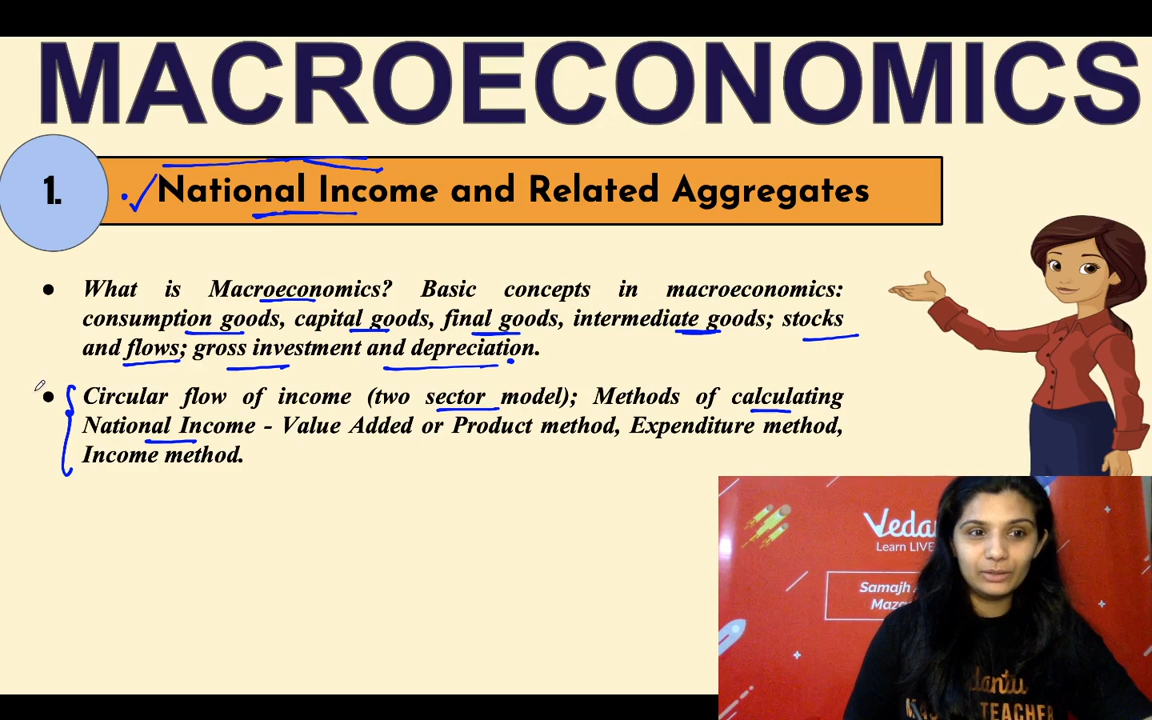 MACROECONOMICS
1.
National Income and Related Aggregates
● What is Macroeconomics? Basic concepts in macroeconomics:
consumption goods, capital goods, final goods, intermediate goods; stocks
and flows; gross investment and depreciation.
● Circular flow of income (two sector model); Methods of calculating
National Income - Value Added or Product method, Expenditure method,
Income method.
Learn LIVE
Samajh